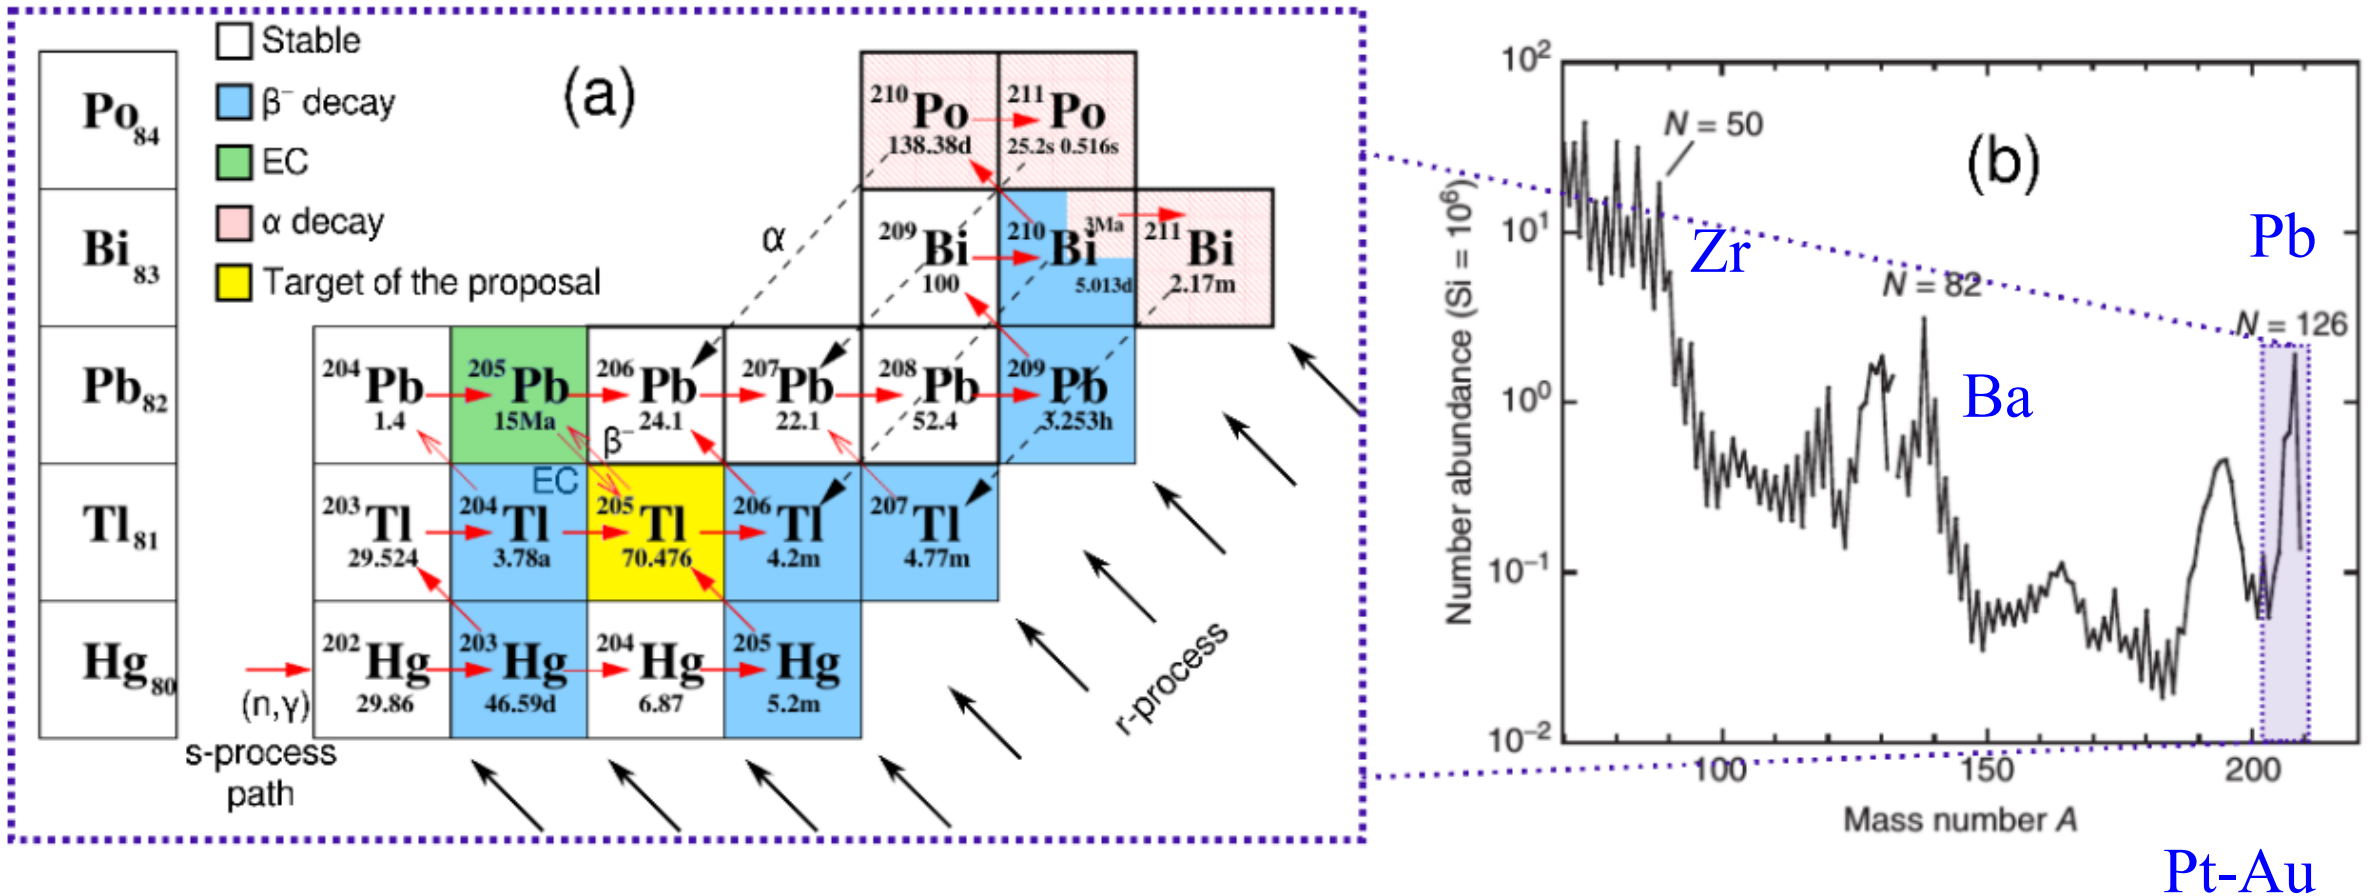 Stable
β⁻ decay
EC
α decay
Target of the proposal
(a)
Po84
Bi83
Pb82
Tl81
Hg80
210Po
138.38d
211Po
25.2s 0.516s
α
209Bi
100
210Bi
3Ma
5.013d
211Bi
2.17m
204Pb
1.4
205Pb
15Ma
206Pb
24.1
207Pb
22.1
208Pb
52.4
209Pb
3.253h
β⁻
EC
203Tl
29.524
204Tl
3.78a
205Tl
70.476
206Tl
4.2m
207Tl
4.77m
202Hg
29.86
203Hg
46.59d
204Hg
6.87
205Hg
5.2m
(n,γ)
s-process
path
r-process
(b)
Number abundance (Si = 10⁶)
10²
10¹
10⁰
10⁻¹
10⁻²
N = 50
Zr
N = 82
Ba
Pb
N = 126
100
150
200
Mass number A
Pt-Au